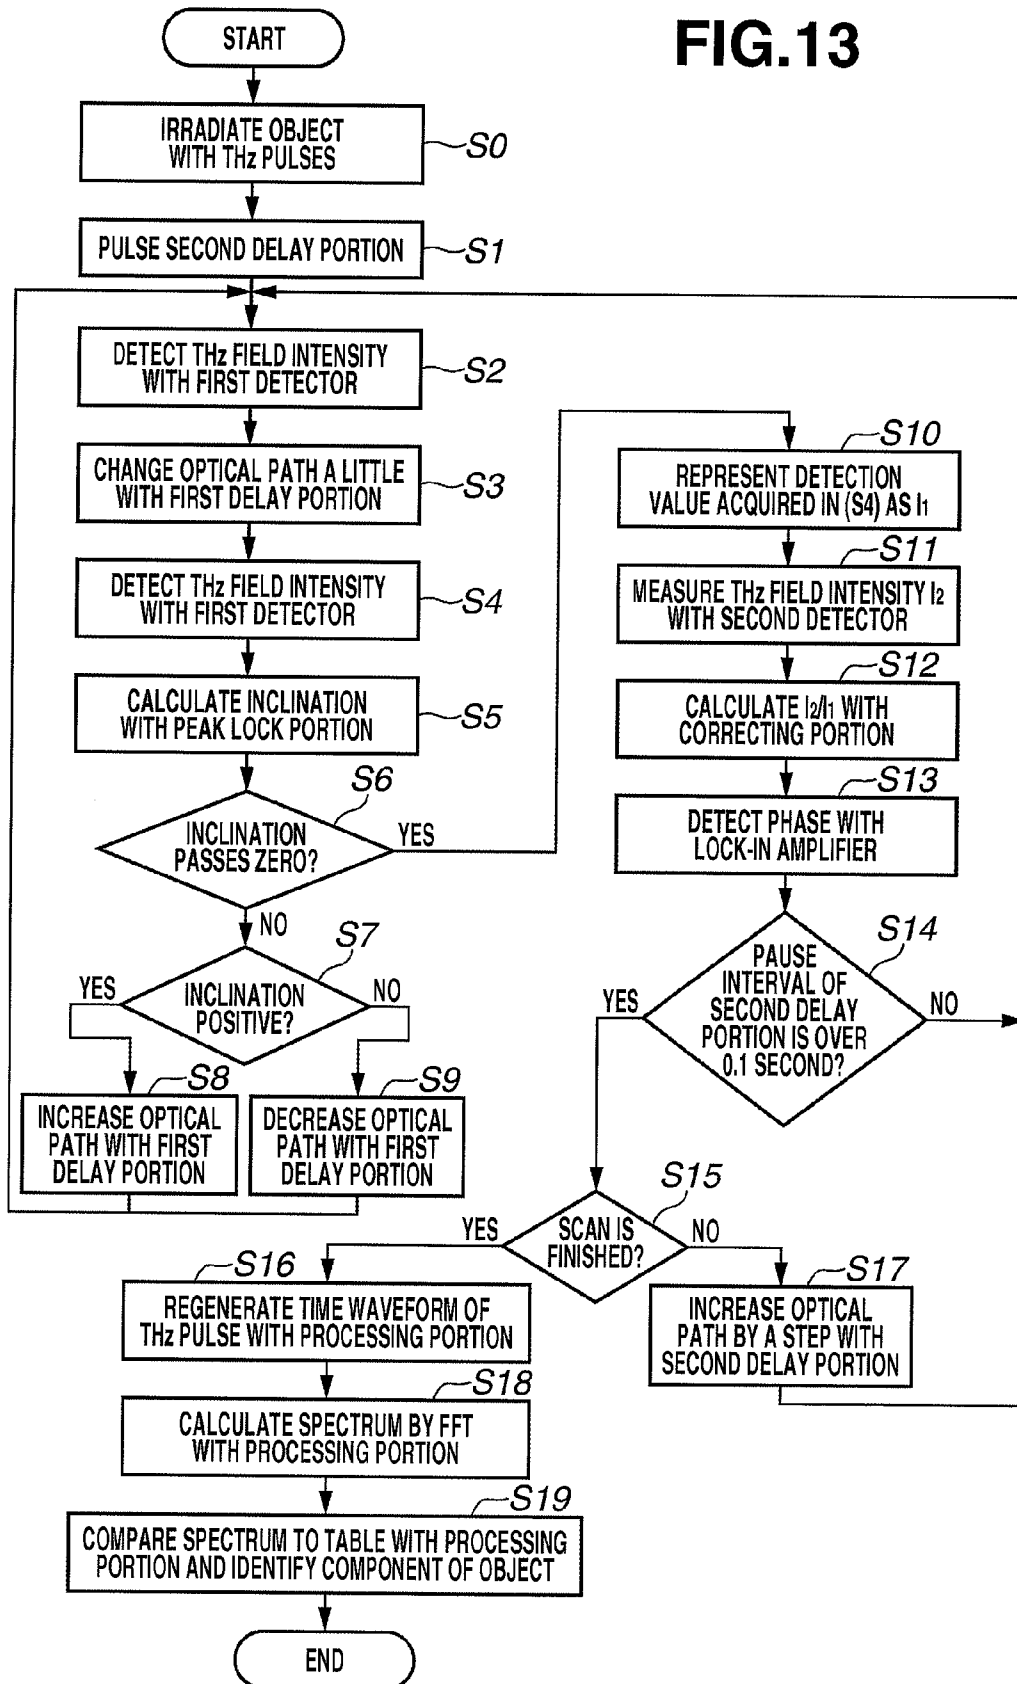 FIG.13
START
IRRADIATE OBJECT
WITH THz PULSES
S0
PULSE SECOND DELAY PORTION
S1
DETECT THz FIELD INTENSITY
WITH FIRST DETECTOR
S2
CHANGE OPTICAL PATH A LITTLE
WITH FIRST DELAY PORTION
S3
DETECT THz FIELD INTENSITY
WITH FIRST DETECTOR
S4
CALCULATE INCLINATION
WITH PEAK LOCK PORTION
S5
S6
INCLINATION
PASSES ZERO?
YES
NO
S7
INCLINATION
POSITIVE?
YES
NO
S8
INCREASE OPTICAL
PATH WITH FIRST
DELAY PORTION
S9
DECREASE OPTICAL
PATH WITH FIRST
DELAY PORTION
S10
REPRESENT DETECTION
VALUE ACQUIRED IN (S4) AS I1
S11
MEASURE THz FIELD INTENSITY I2
WITH SECOND DETECTOR
S12
CALCULATE I2/I1 WITH
CORRECTING PORTION
S13
DETECT PHASE WITH
LOCK-IN AMPLIFIER
S14
PAUSE
INTERVAL OF
SECOND DELAY
PORTION IS OVER
0.1 SECOND?
YES
NO
S15
SCAN IS
FINISHED?
YES
NO
S16
REGENERATE TIME WAVEFORM OF
THz PULSE WITH PROCESSING PORTION
S17
INCREASE OPTICAL
PATH BY A STEP WITH
SECOND DELAY PORTION
S18
CALCULATE SPECTRUM BY FFT
WITH PROCESSING PORTION
S19
COMPARE SPECTRUM TO TABLE WITH PROCESSING
PORTION AND IDENTIFY COMPONENT OF OBJECT
END